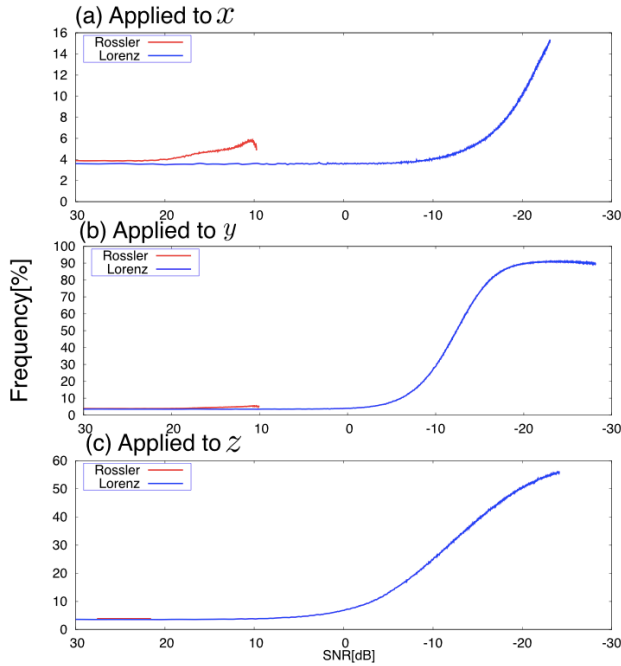 (a) Applied to x
16
14
12
10
8
6
4
2
0
Rossler
Lorenz
30 20 10 0 -10 -20 -30
(b) Applied to y
Frequency[%]
100
90
80
70
60
50
40
30
20
10
0
Rossler
Lorenz
30 20 10 0 -10 -20 -30
(c) Applied to z
60
50
40
30
20
10
0
Rossler
Lorenz
30 20 10 0 -10 -20 -30
SNR[dB]